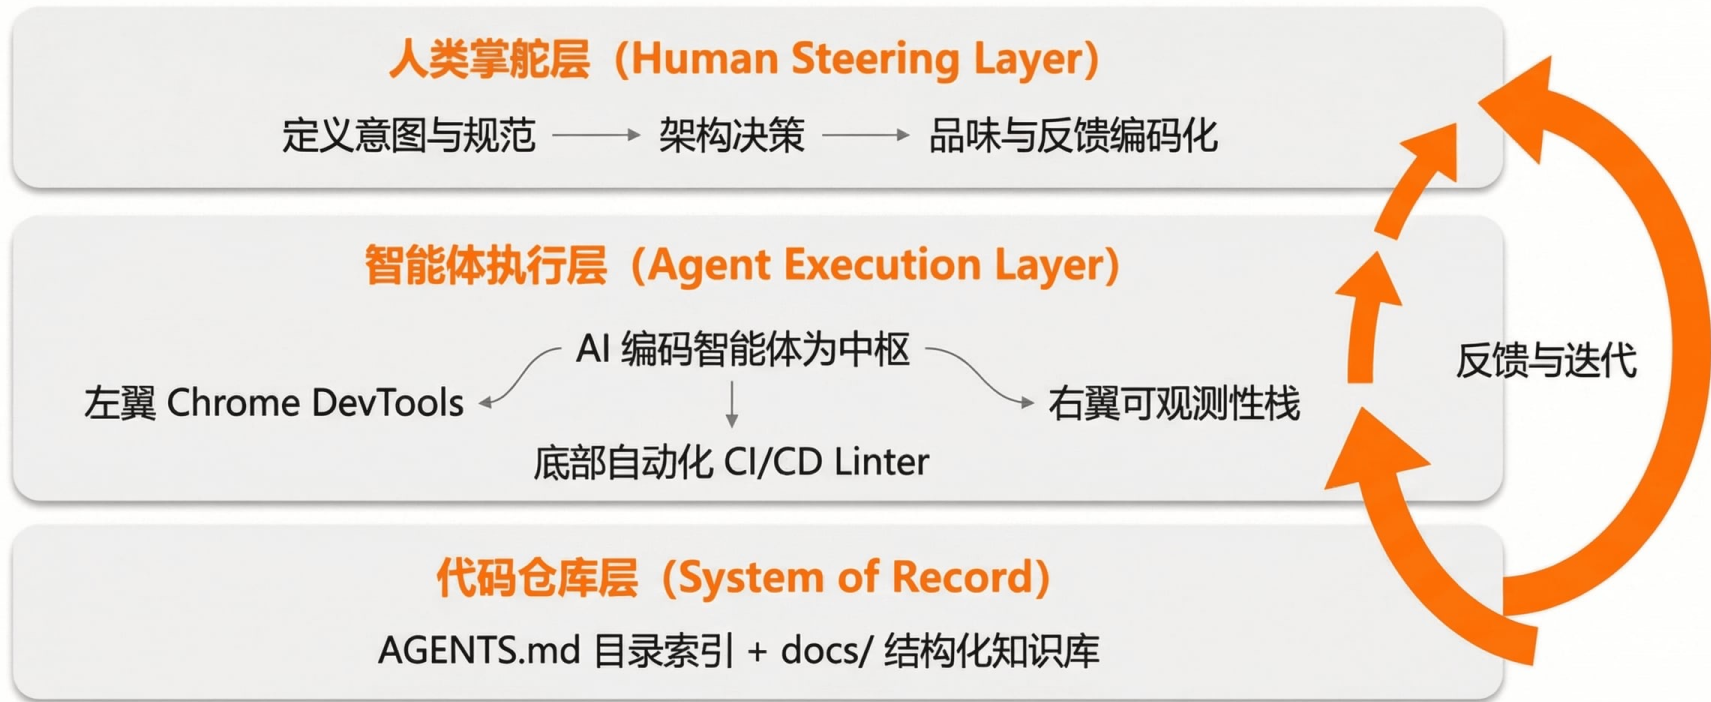 人类掌舵层（Human Steering Layer）
定义意图与规范 架构决策 品味与反馈编码化
智能体执行层（Agent Execution Layer）
AI 编码智能体为中枢
左翼 Chrome DevTools
右翼可观测性栈
底部自动化 CI/CD Linter
反馈与迭代
代码仓库层（System of Record）
AGENTS.md 目录索引 + docs/ 结构化知识库